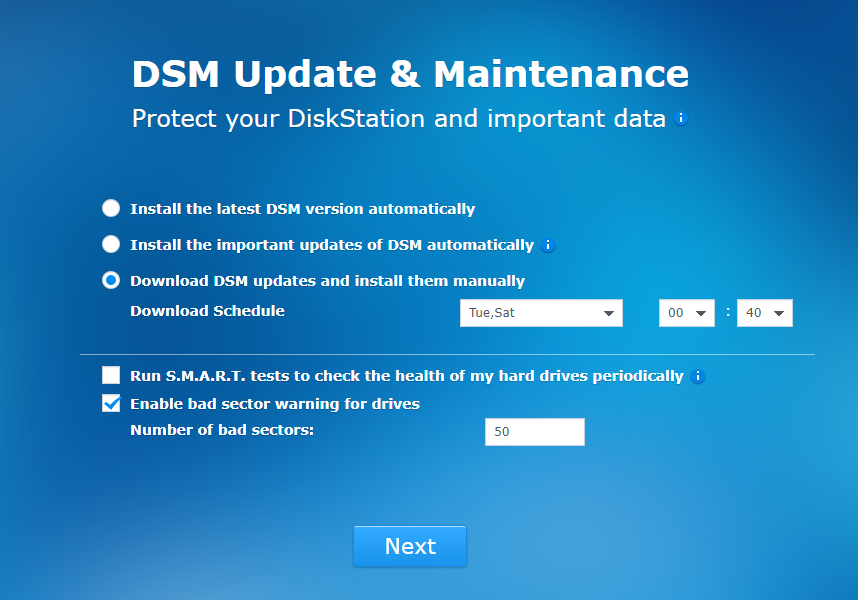 DSM Update & Maintenance
Protect your DiskStation and important data i
Install the latest DSM version automatically
Install the important updates of DSM automatically i
Download DSM updates and install them manually
Download Schedule Tue,Sat 00 : 40
Run S.M.A.R.T. tests to check the health of my hard drives periodically i
Enable bad sector warning for drives
Number of bad sectors: 50
Next